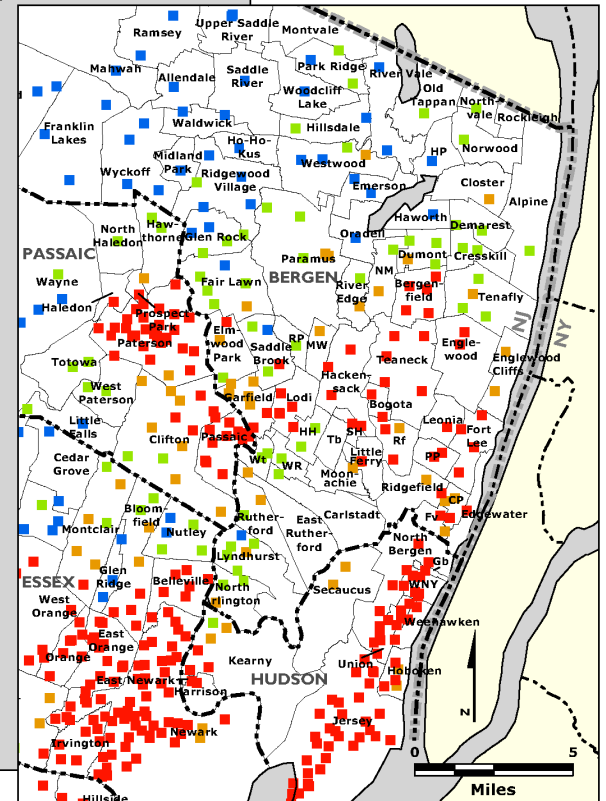 Ramsey
Upper Saddle
River
Montvale
Mahwah
Allendale
Saddle
River
Park Ridge
River Vale
Woodcliff
Lake
Old
Tappan
North-
vale
Rockleigh
Franklin
Lakes
Waldwick
Hillsdale
Ho-Ho-
Kus
Midland
Park
Westwood
HP
Norwood
Wyckoff
Ridgewood
Village
Emerson
Closter
Alpine
Haworth
North
Haledon
Haw-
thorne
Glen Rock
Oradell
Demarest
PASSAIC
Paramus
Dumont
Cresskill
BERGEN
NM
Wayne
Fair Lawn
River
Edge
Bergen-
field
Tenafly
Haledon
Prospect
Park
NJ
NY
Paterson
Elm
wood
Park
RP
MW
Saddle
Brook
Teaneck
Engle-
wood
Englewood
Cliffs
Totowa
Hacken-
sack
West
Paterson
Garfield
Lodi
Bogota
Little
Falls
Leonia
Fort
Lee
Clifton
Passaic
HH
Tb
SH
Rf
Cedar
Grove
Wt
WR
Little
Ferry
PP
Moon-
achie
Ridgefield
CP
Bloom-
field
Carlstadt
Fv
Edgewater
Montclair
Nutley
Ruther-
ford
East
Ruther-
ford
North
Bergen
Lyndhurst
Gb
Glen
Ridge
ESSEX
Belleville
North
Arlington
Secaucus
WNY
West
Orange
Weehawken
East
Orange
Orange
Kearny
Union
Hoboken
East Newark
HUDSON
Harrison
Jersey
Newark
N
Irvington
0
5
Miles
Hillside